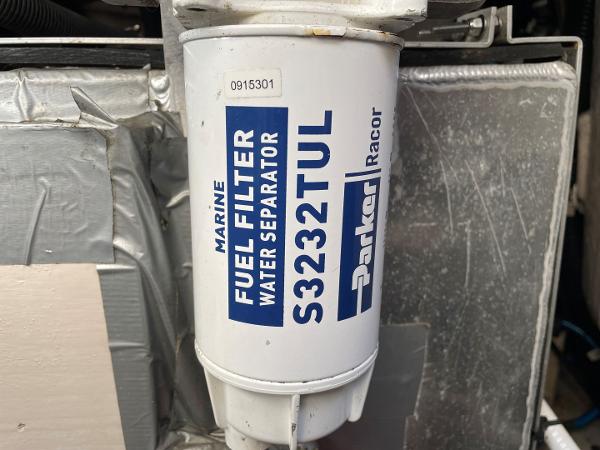 0915301
MARINE
FUEL FILTER
WATER SEPARATOR
S3232TUL
Parker Racor